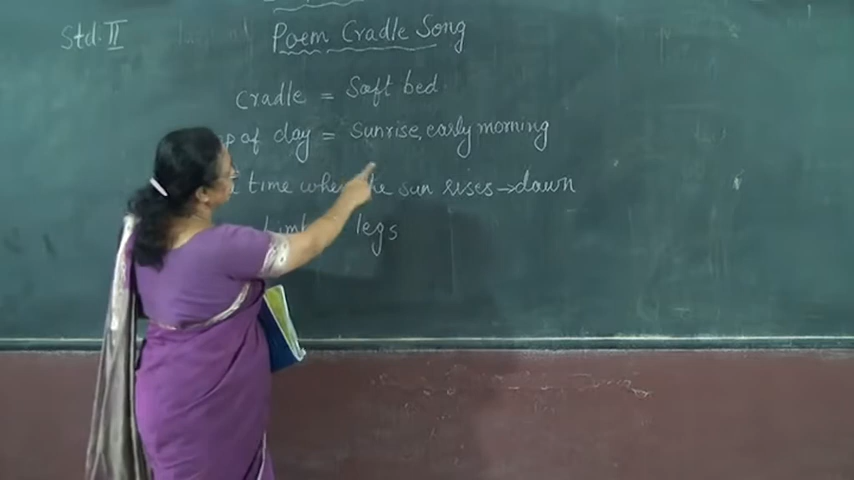 Std. II
Poem Cradle Song
cradle = Soft bed
of day = Sunrise, early morning
time when the sun rises → dawn
legs